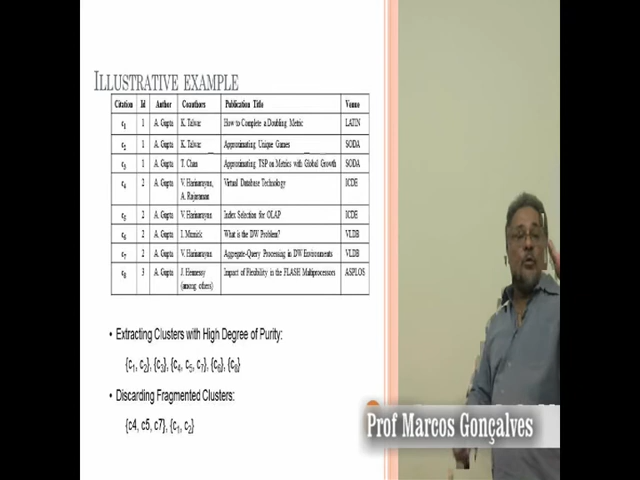 ILLUSTRATIVE EXAMPLE
Citation Id Author Coauthors Publication Title Venue
c1 1 A. Gupta K. Talwar How to Complete a Doubling Metric LATIN
c2 1 A. Gupta K. Talwar Approximating Unique Games SODA
c3 1 A. Gupta T. Chan Approximating TSP on Metrics with Global Growth SODA
c4 2 A. Gupta V. Harinarayan, Virtual Database Technology ICDE
A. Rajaraman
c5 2 A. Gupta V. Harinarayan Index Selection for OLAP ICDE
c6 2 A. Gupta I. Mumick What is the DW Problem? VLDB
c7 2 A. Gupta V. Harinarayan Aggregate-Query Processing in DW Environments VLDB
c8 3 A. Gupta J. Hennessy Impact of Flexibility in the FLASH Multiprocessors ASPLOS
(among others)
• Extracting Clusters with High Degree of Purity:
{c1, c2}, {c3}, {c4, c5, c7}, {c6}, {c8}
• Discarding Fragmented Clusters:
{c4, c5, c7}, {c1, c2}
Prof Marcos Gonçalves